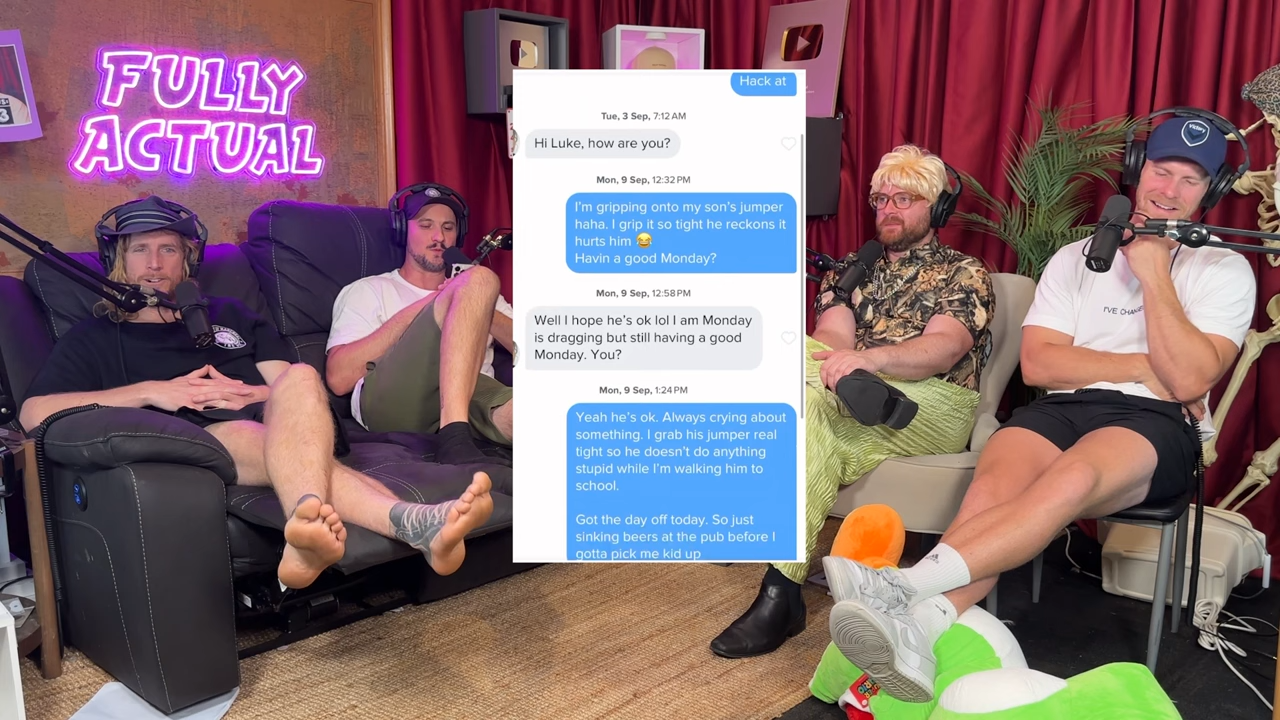 FULLY
ACTUAL
Hack at
Tue, 3 Sep, 7:12 AM
Hi Luke, how are you?
Mon, 9 Sep, 12:32 PM
I'm gripping onto my son's jumper
haha. I grip it so tight he reckons it
hurts him 😂
Havin a good Monday?
Mon, 9 Sep, 12:58 PM
Well I hope he's ok lol I am Monday
is dragging but still having a good
Monday. You?
Mon, 9 Sep, 1:24 PM
Yeah he's ok. Always crying about
something. I grab his jumper real
tight so he doesn't do anything
stupid while I'm walking him to
school.
Got the day off today. So just
sinking beers at the pub before I
gotta pick me kid up
I'VE